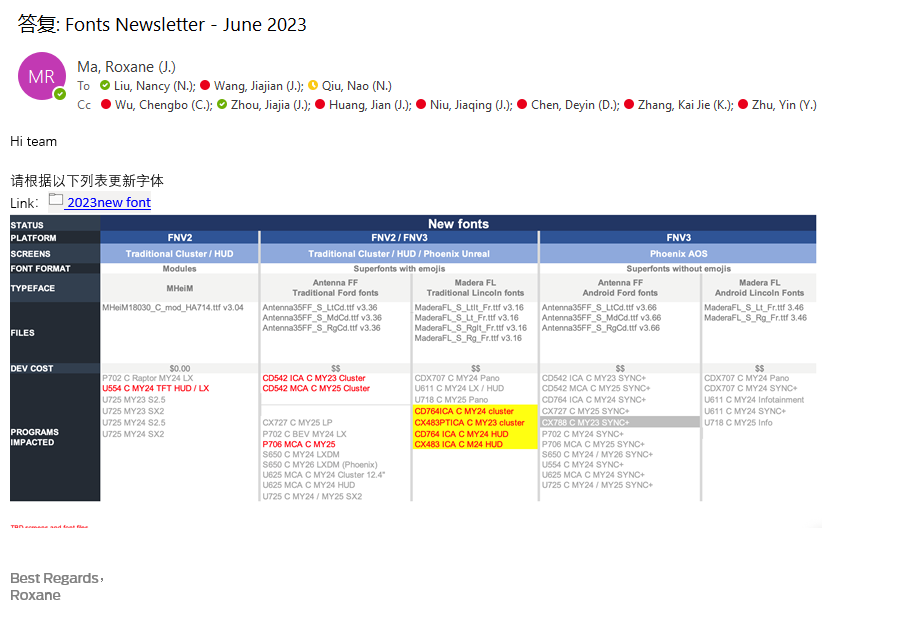 答复: Fonts Newsletter - June 2023
MR
Ma, Roxane (J.)
To Liu, Nancy (N.); Wang, Jiajian (J.); Qiu, Nao (N.)
Cc Wu, Chengbo (C.); Zhou, Jiajia (J.); Huang, Jian (J.); Niu, Jiaqing (J.); Chen, Deyin (D.); Zhang, Kai Jie (K.); Zhu, Yin (Y.)
Hi team
请根据以下列表更新字体
Link: 2023new font
STATUS New fonts
PLATFORM FNV2 FNV2 / FNV3 FNV3
SCREENS Traditional Cluster / HUD Traditional Cluster / HUD / Phoenix Unreal Phoenix AOS
FONT FORMAT Modules Superfonts with emojis Superfonts without emojis
TYPEFACE
MHeiM
Antenna FF
Traditional Ford fonts
Madera FL
Traditional Lincoln fonts
Antenna FF
Android Ford fonts
Madera FL
Android Lincoln Fonts
FILES
MHeiM18030_C_mod_HA714.ttf v3.04
Antenna35FF_S_LtCd.ttf v3.36
Antenna35FF_S_MdCd.ttf v3.36
Antenna35FF_S_RgCd.ttf v3.36
MaderaFL_S_LtIt_Fr.ttf v3.16
MaderaFL_S_Lt_Fr.ttf v3.16
MaderaFL_S_RgIt_Fr.ttf v3.16
MaderaFL_S_Rg_Fr.ttf v3.16
Antenna35FF_S_LtCd.ttf v3.66
Antenna35FF_S_MdCd.ttf v3.66
Antenna35FF_S_RgCd.ttf v3.66
MaderaFL_S_Lt_Fr.ttf 3.46
MaderaFL_S_Rg_Fr.ttf 3.46
DEV COST $0.00 $$ $$ $$ $$
PROGRAMS
IMPACTED
P702 C Raptor MY24 LX
U554 C MY24 TFT HUD / LX
U725 MY23 S2.5
U725 MY23 SX2
U725 MY24 S2.5
U725 MY24 SX2
CD542 ICA C MY23 Cluster
CD542 MCA C MY25 Cluster
CX727 C MY25 LP
P702 C BEV MY24 LX
P706 MCA C MY25
S650 C MY24 LXDM
S650 C MY26 LXDM (Phoenix)
U625 MCA C MY24 Cluster 12.4"
U625 MCA C MY24 HUD
U725 C MY24 / MY25 SX2
CDX707 C MY24 Pano
U611 C MY24 LX / HUD
U718 C MY25 Pano
CD764ICA C MY24 cluster
CX483PTICA C MY23 cluster
CD764 ICA C MY24 HUD
CX483 ICA C M24 HUD
CD542 ICA C MY23 SYNC+
CD542 MCA C MY25 SYNC+
CD764 ICA C MY24 SYNC+
CX727 C MY25 SYNC+
CX788 C MY23 SYNC+
P702 C MY24 SYNC+
P708 MCA C MY25 SYNC+
S650 C MY24 / MY26 SYNC+
U554 C MY24 SYNC+
U625 MCA C MY24 SYNC+
U725 C MY24 / MY25 SYNC+
CDX707 C MY24 Pano
CDX707 C MY24 SYNC+
U611 C MY24 Infotainment
U611 C MY24 SYNC+
U718 C MY25 Info
TBD screens and font files
Best Regards,
Roxane